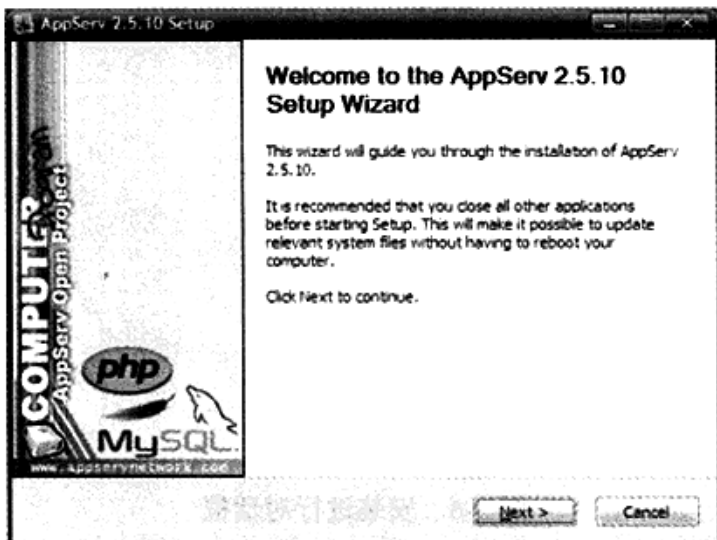 AppServ 2.5.10 Setup
Welcome to the AppServ 2.5.10
Setup Wizard
This wizard will guide you through the installation of AppServ
2.5.10.
It is recommended that you close all other applications
before starting Setup. This will make it possible to update
relevant system files without having to reboot your
computer.
Click Next to continue.
COMPUTER
AppServ Open Project
php
MySQL
www.appservnetwork.com
Next >
Cancel